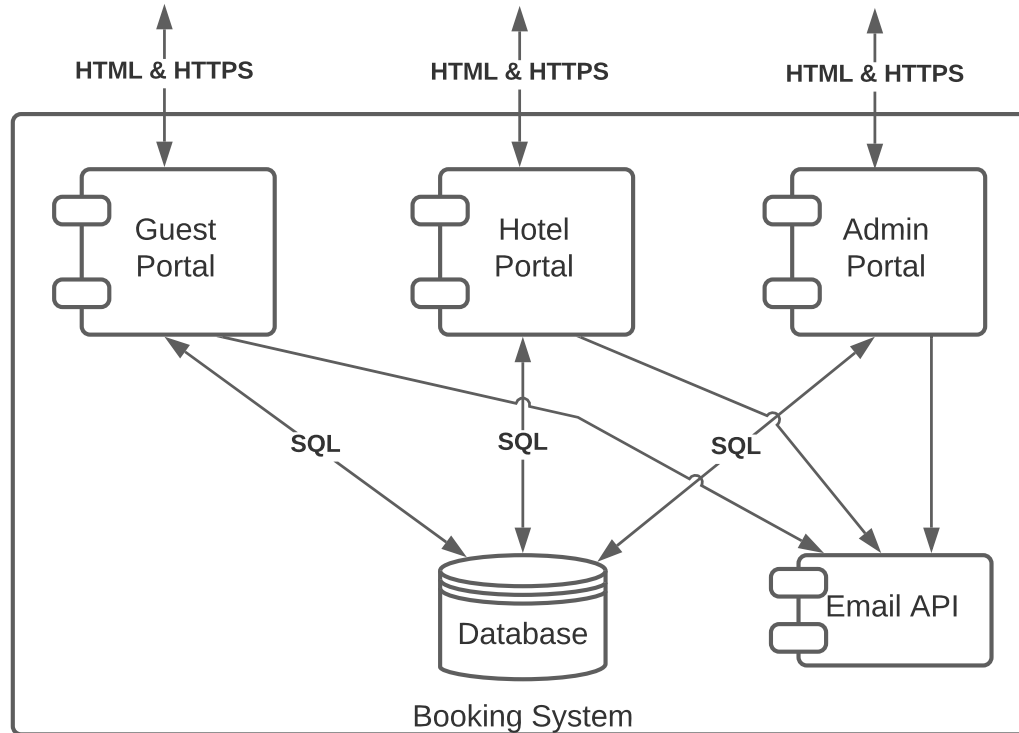 HTML & HTTPS
HTML & HTTPS
HTML & HTTPS
Guest
Portal
Hotel
Portal
Admin
Portal
SQL
SQL
SQL
Database
Email API
Booking System